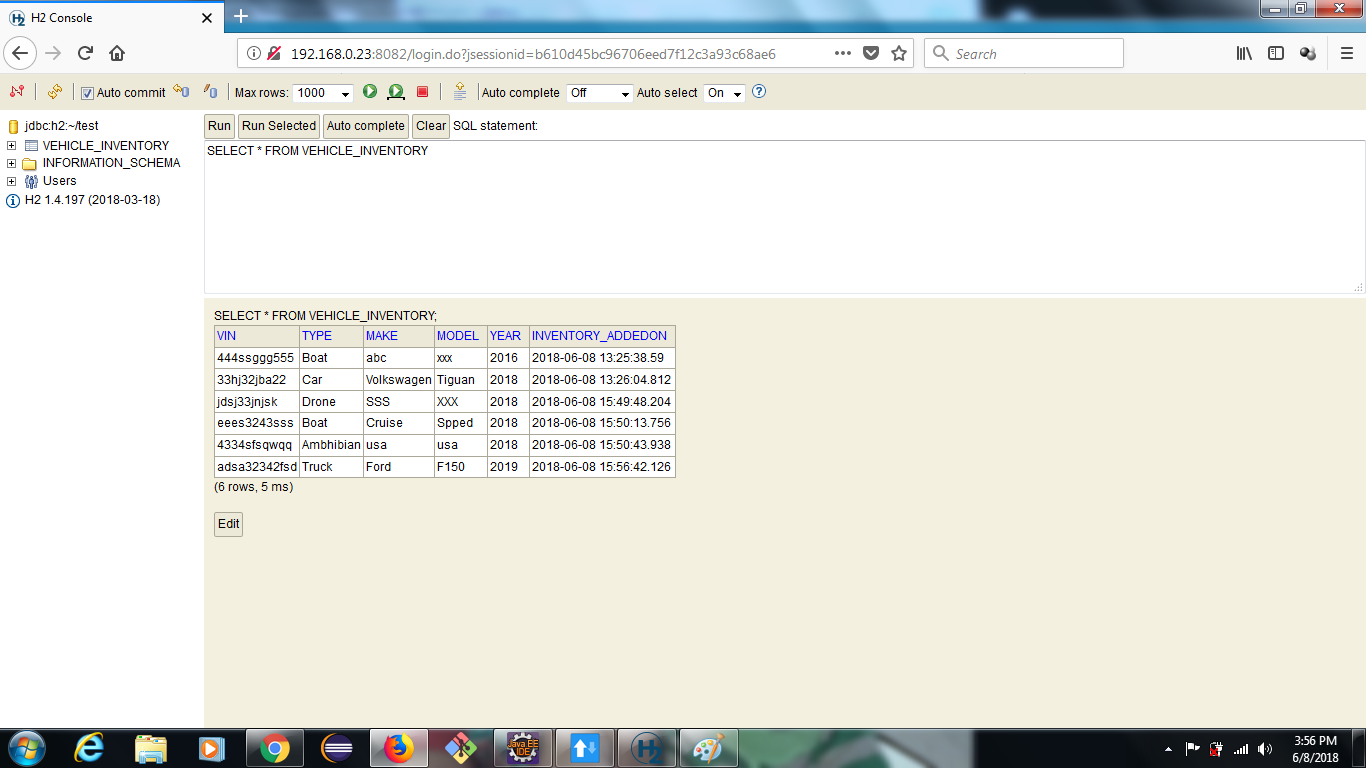 H2 Console
192.168.0.23:8082/login.do?jsessionid=b610d45bc96706eed7f12c3a93c68ae6
Search
Auto commit
Max rows: 1000
Auto complete Off
Auto select On
jdbc:h2:~/test
VEHICLE_INVENTORY
INFORMATION_SCHEMA
Users
H2 1.4.197 (2018-03-18)
Run Run Selected Auto complete Clear SQL statement:
SELECT * FROM VEHICLE_INVENTORY
SELECT * FROM VEHICLE_INVENTORY;
VIN TYPE MAKE MODEL YEAR INVENTORY_ADDEDON
444ssggg555 Boat abc xxx 2016 2018-06-08 13:25:38.59
33hj32jba22 Car Volkswagen Tiguan 2018 2018-06-08 13:26:04.812
jdsj33jnjsk Drone SSS XXX 2018 2018-06-08 15:49:48.204
eees3243sss Boat Cruise Spped 2018 2018-06-08 15:50:13.756
4334sfsqwqq Ambhibian usa usa 2018 2018-06-08 15:50:43.938
adsa32342fsd Truck Ford F150 2019 2018-06-08 15:56:42.126
(6 rows, 5 ms)
Edit
Java EE
IDE
H2
3:56 PM
6/8/2018